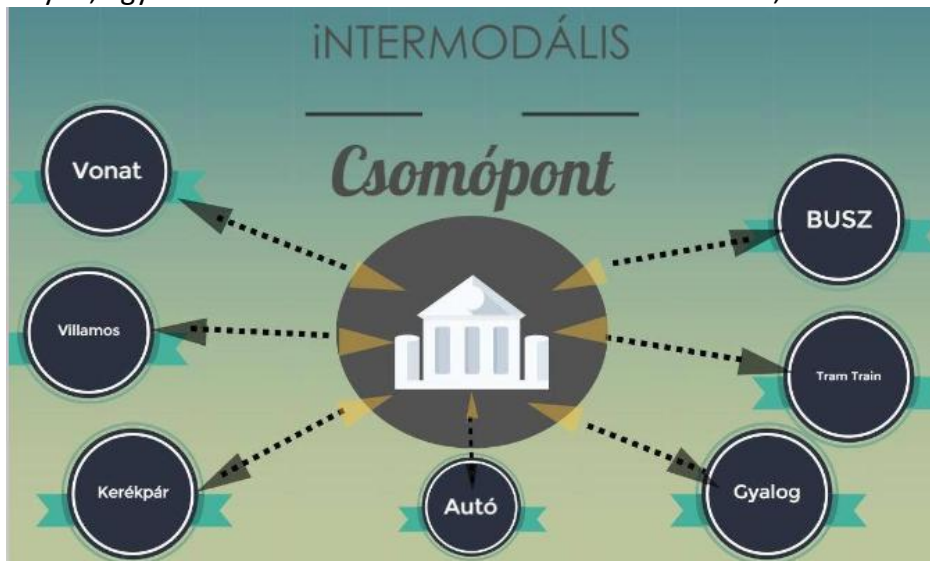 iNTERMODÁLIS
Csomópont
Vonat
BUSZ
Villamos
Tram Train
Kerékpár
Autó
Gyalog